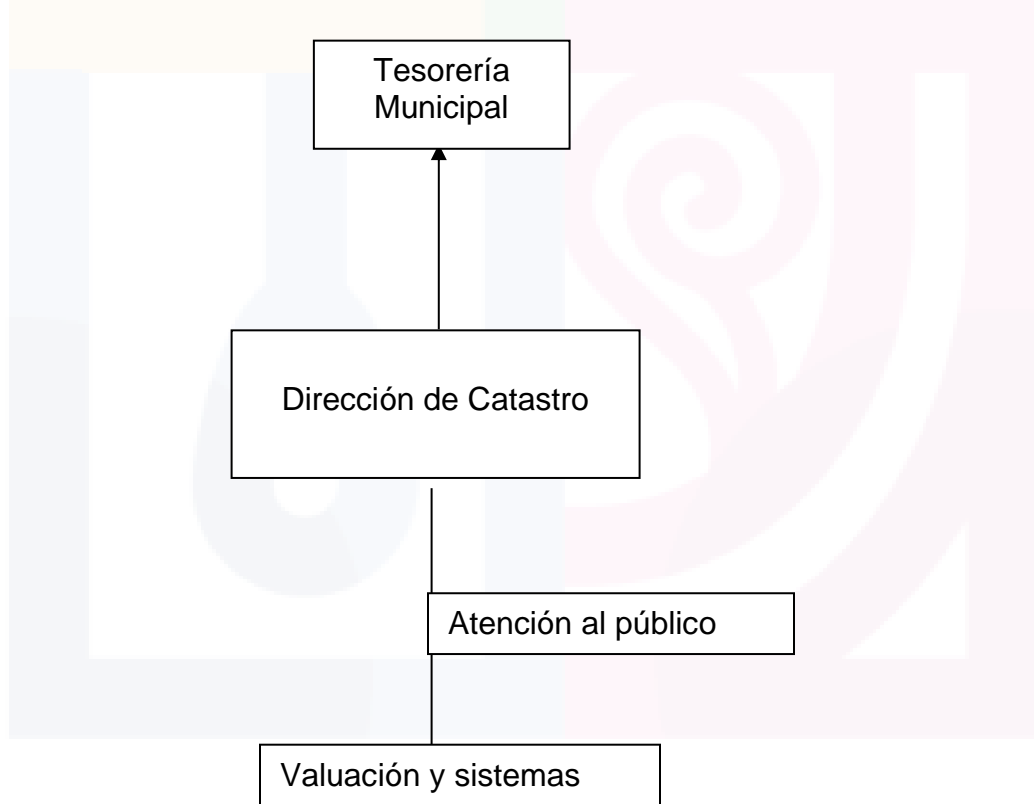 Tesorería
Municipal
Dirección de Catastro
Atención al público
Valuación y sistemas